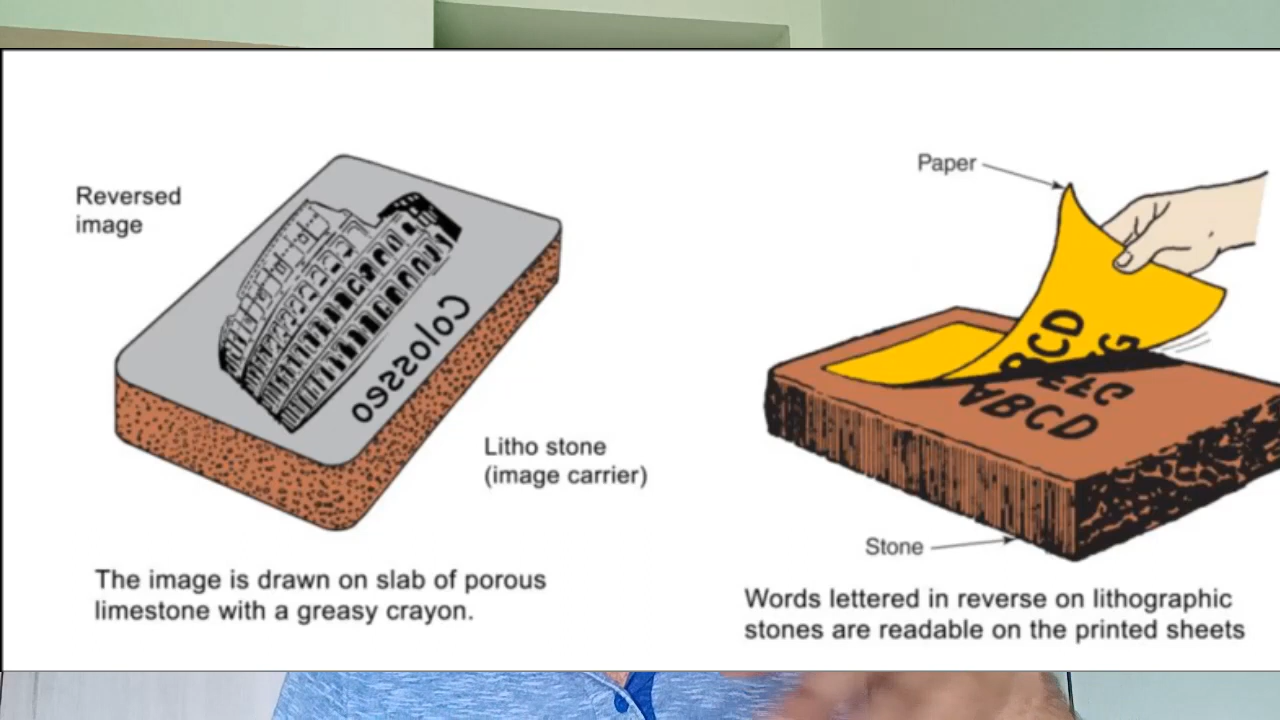 Reversed
image
Colosseo
Litho stone
(image carrier)
The image is drawn on slab of porous
limestone with a greasy crayon.
Paper
ABCD
Stone
Words lettered in reverse on lithographic
stones are readable on the printed sheets